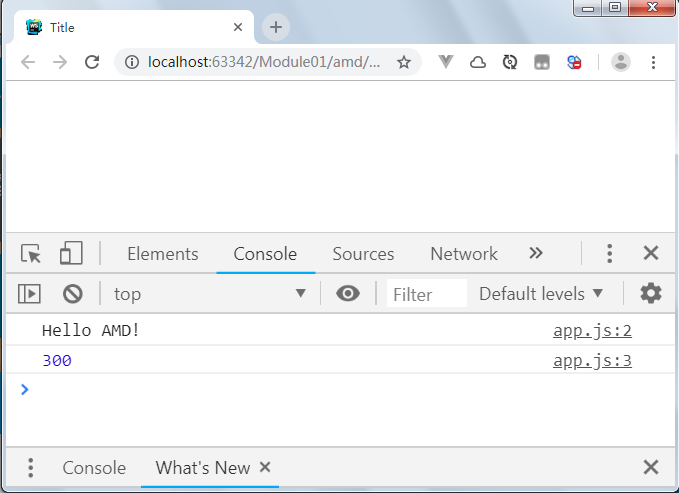 Title
localhost:63342/Module01/amd/...
Elements Console Sources Network
top Filter Default levels
Hello AMD! app.js:2
300 app.js:3
Console What's New